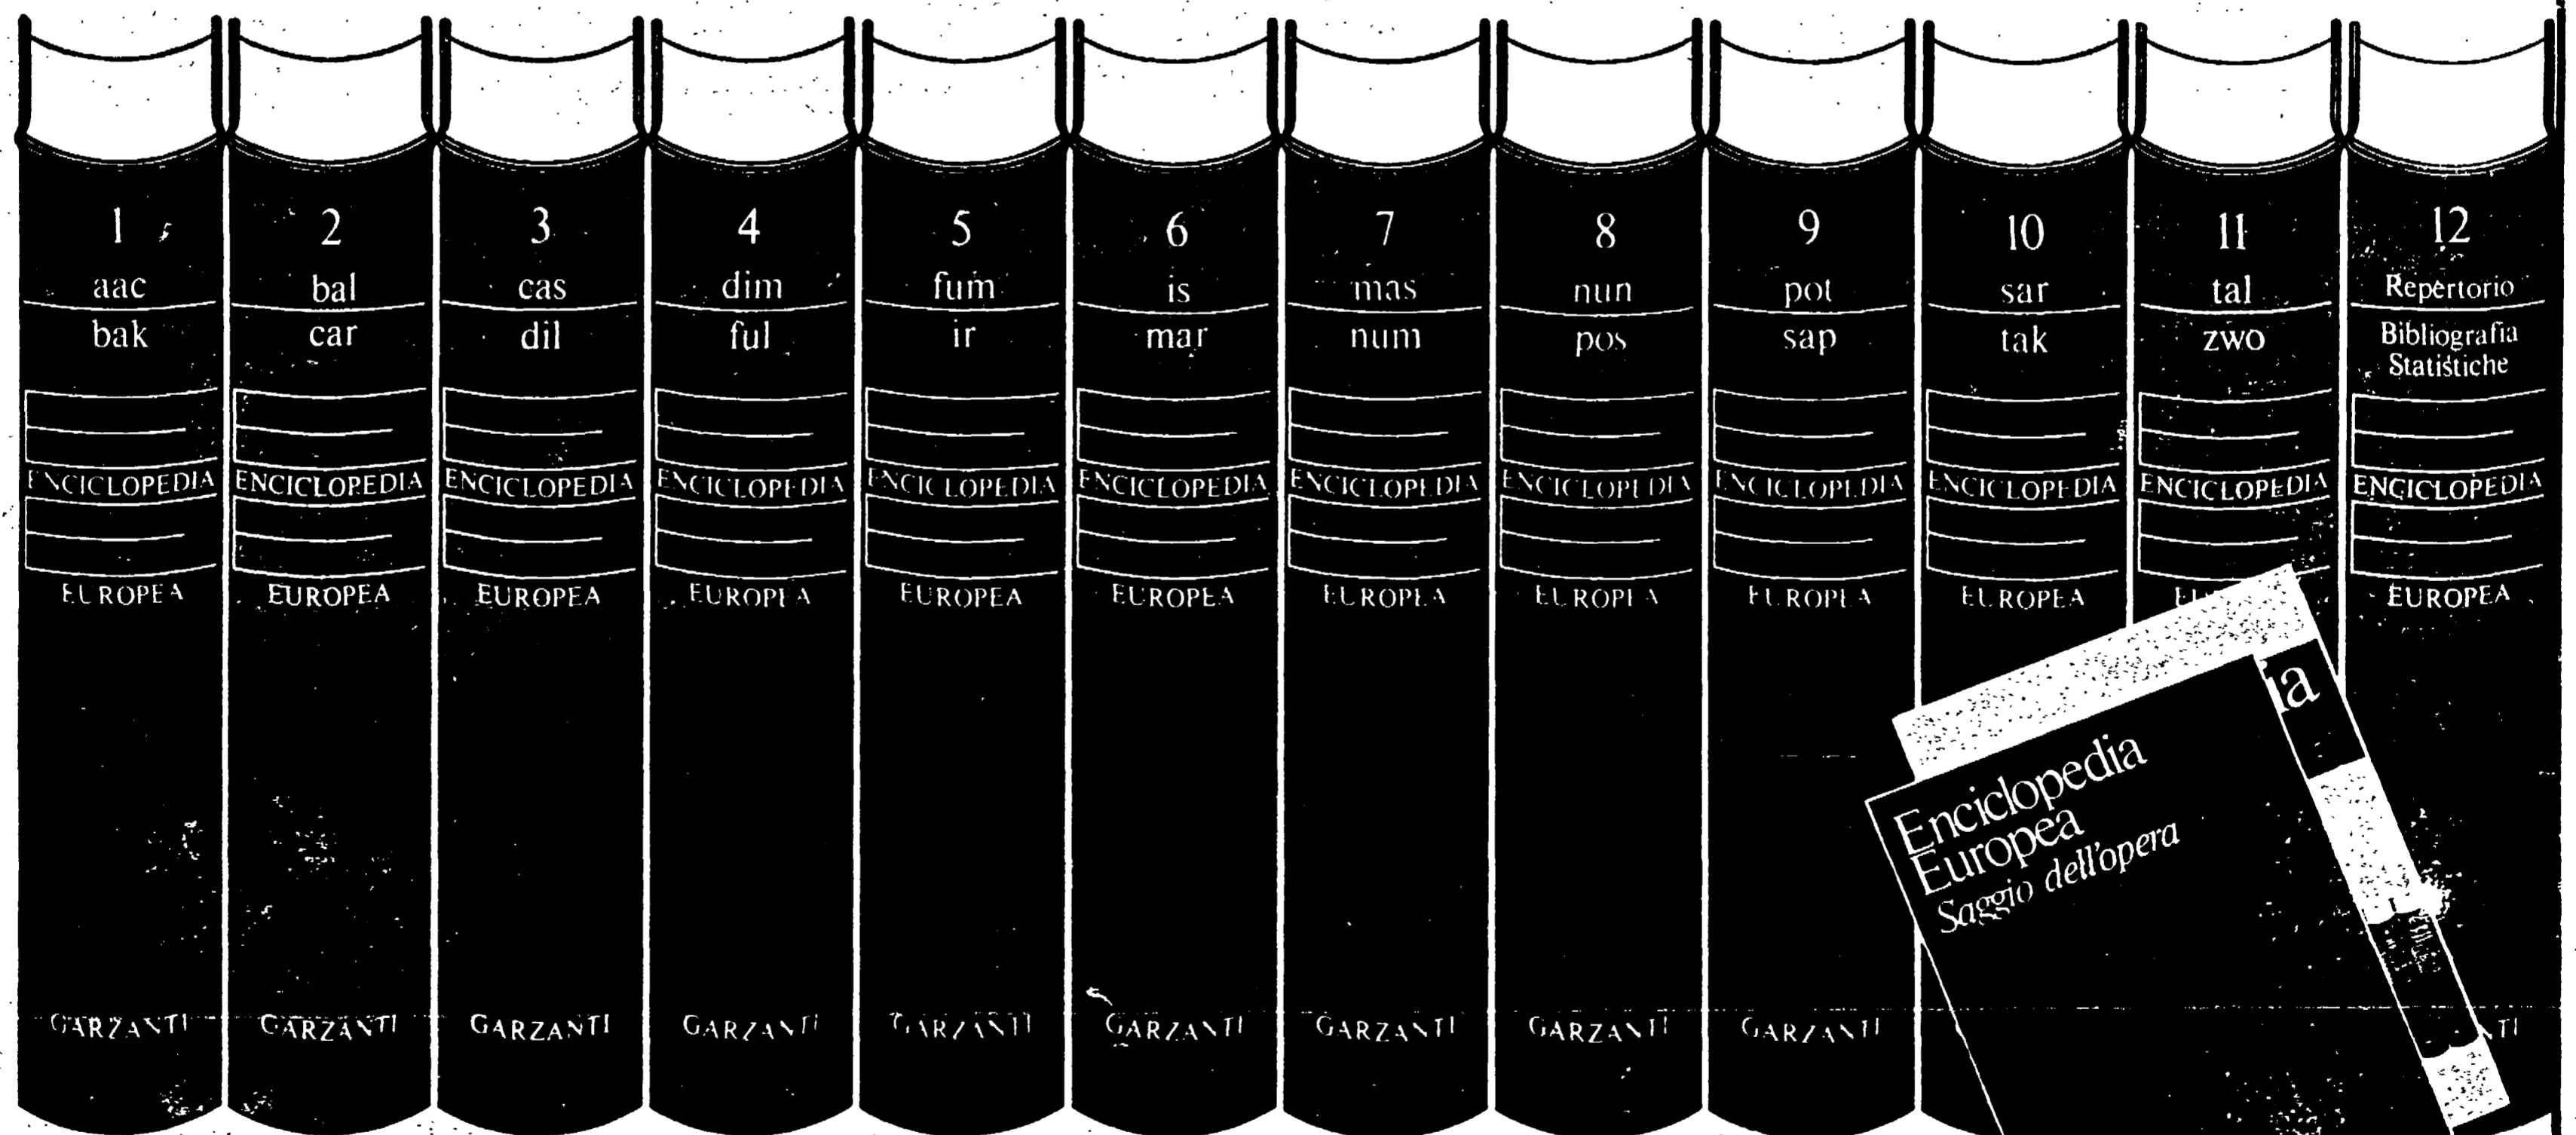 1
aac
bak
ENCICLOPEDIA
EUROPEA
GARZANTI
2
bal
car
ENCICLOPEDIA
EUROPEA
GARZANTI
3
cas
dil
ENCICLOPEDIA
EUROPEA
GARZANTI
4
dim
ful
ENCICLOPEDIA
EUROPEA
GARZANTI
5
fum
ir
ENCICLOPEDIA
EUROPEA
GARZANTI
6
is
mar
ENCICLOPEDIA
EUROPEA
GARZANTI
7
mas
num
ENCICLOPEDIA
EUROPEA
GARZANTI
8
nun
pos
ENCICLOPEDIA
EUROPEA
GARZANTI
9
pot
sap
ENCICLOPEDIA
EUROPEA
GARZANTI
10
sar
tak
ENCICLOPEDIA
EUROPEA
11
tal
zwo
ENCICLOPEDIA
12
Repertorio
Bibliografia
Statistiche
ENCICLOPEDIA
EUROPEA
ia
Enciclopedia
Europea
Saggio dell'opera